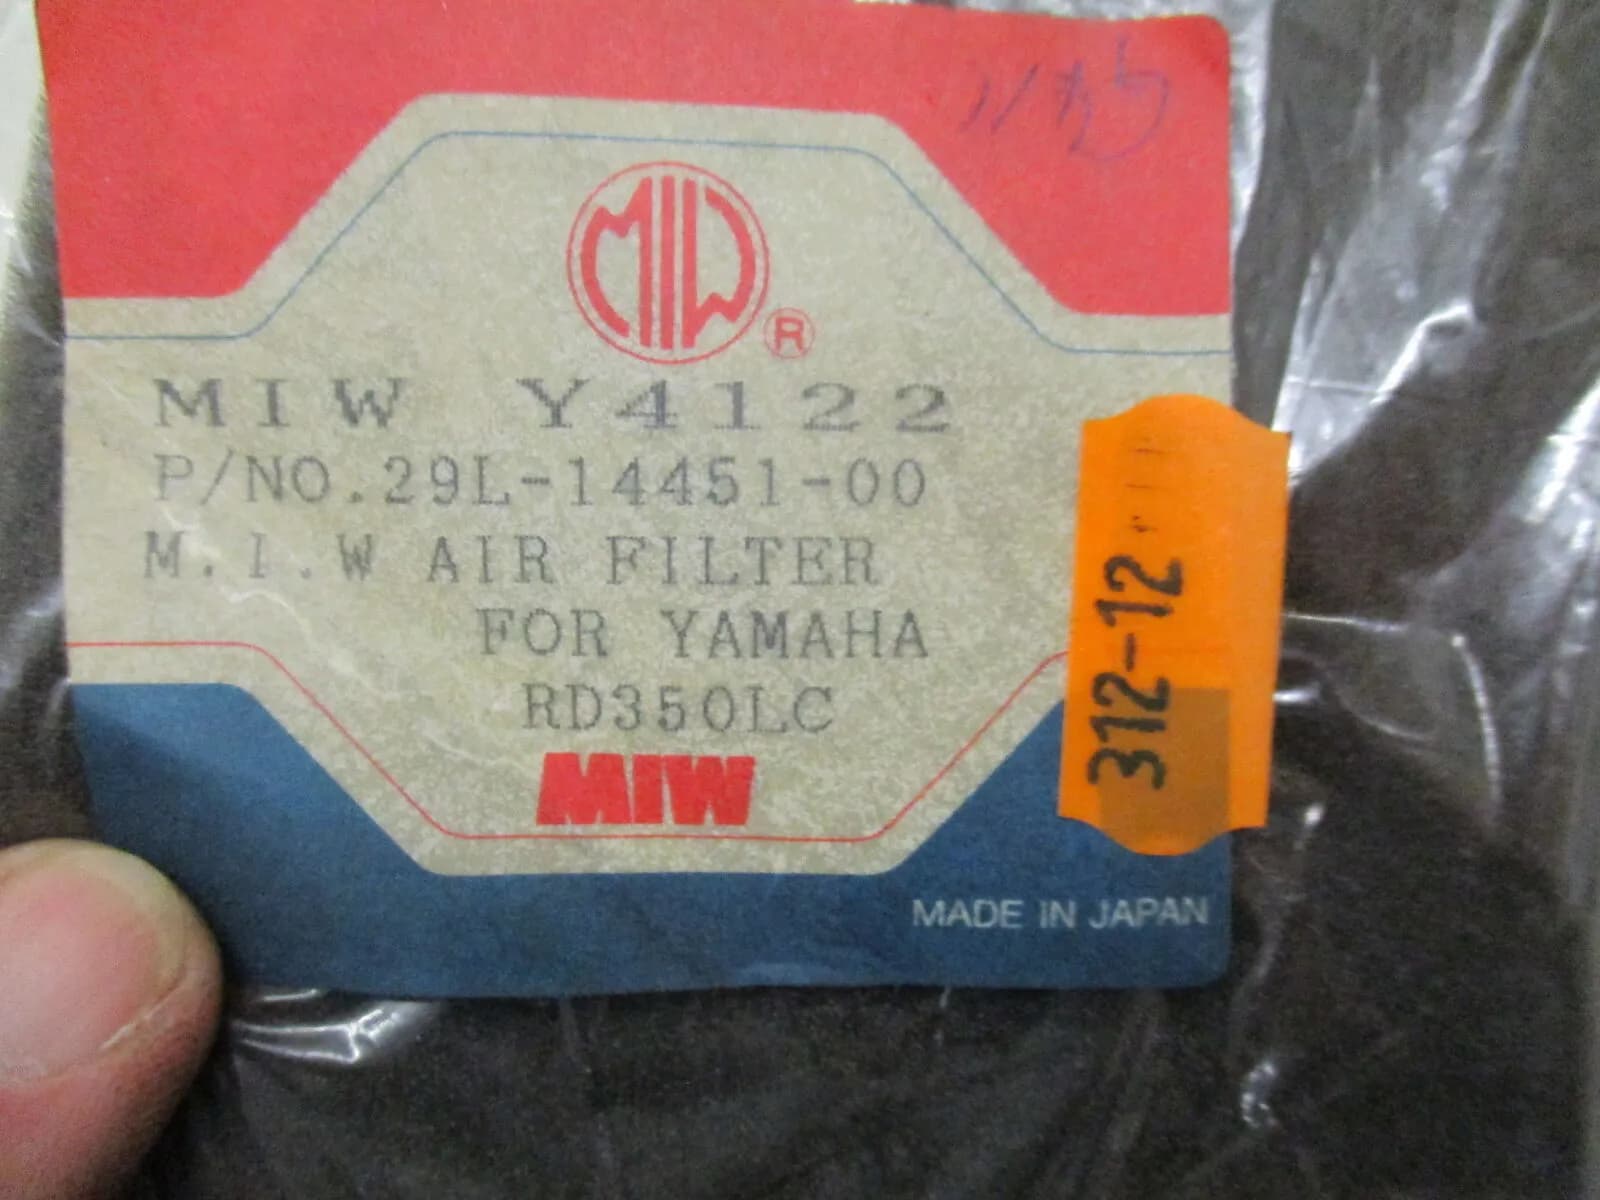 MIW
®
MIW Y4122
P/NO.29L-14451-00
M.I.W AIR FILTER
FOR YAMAHA
RD350LC
MIW
MADE IN JAPAN
312-12